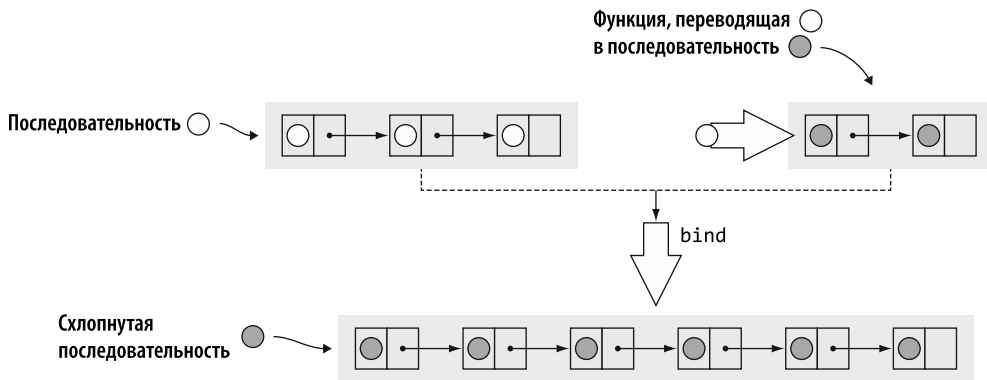 Функция, переводящая
в последовательность
Последовательность
bind
Схлопнутая
последовательность